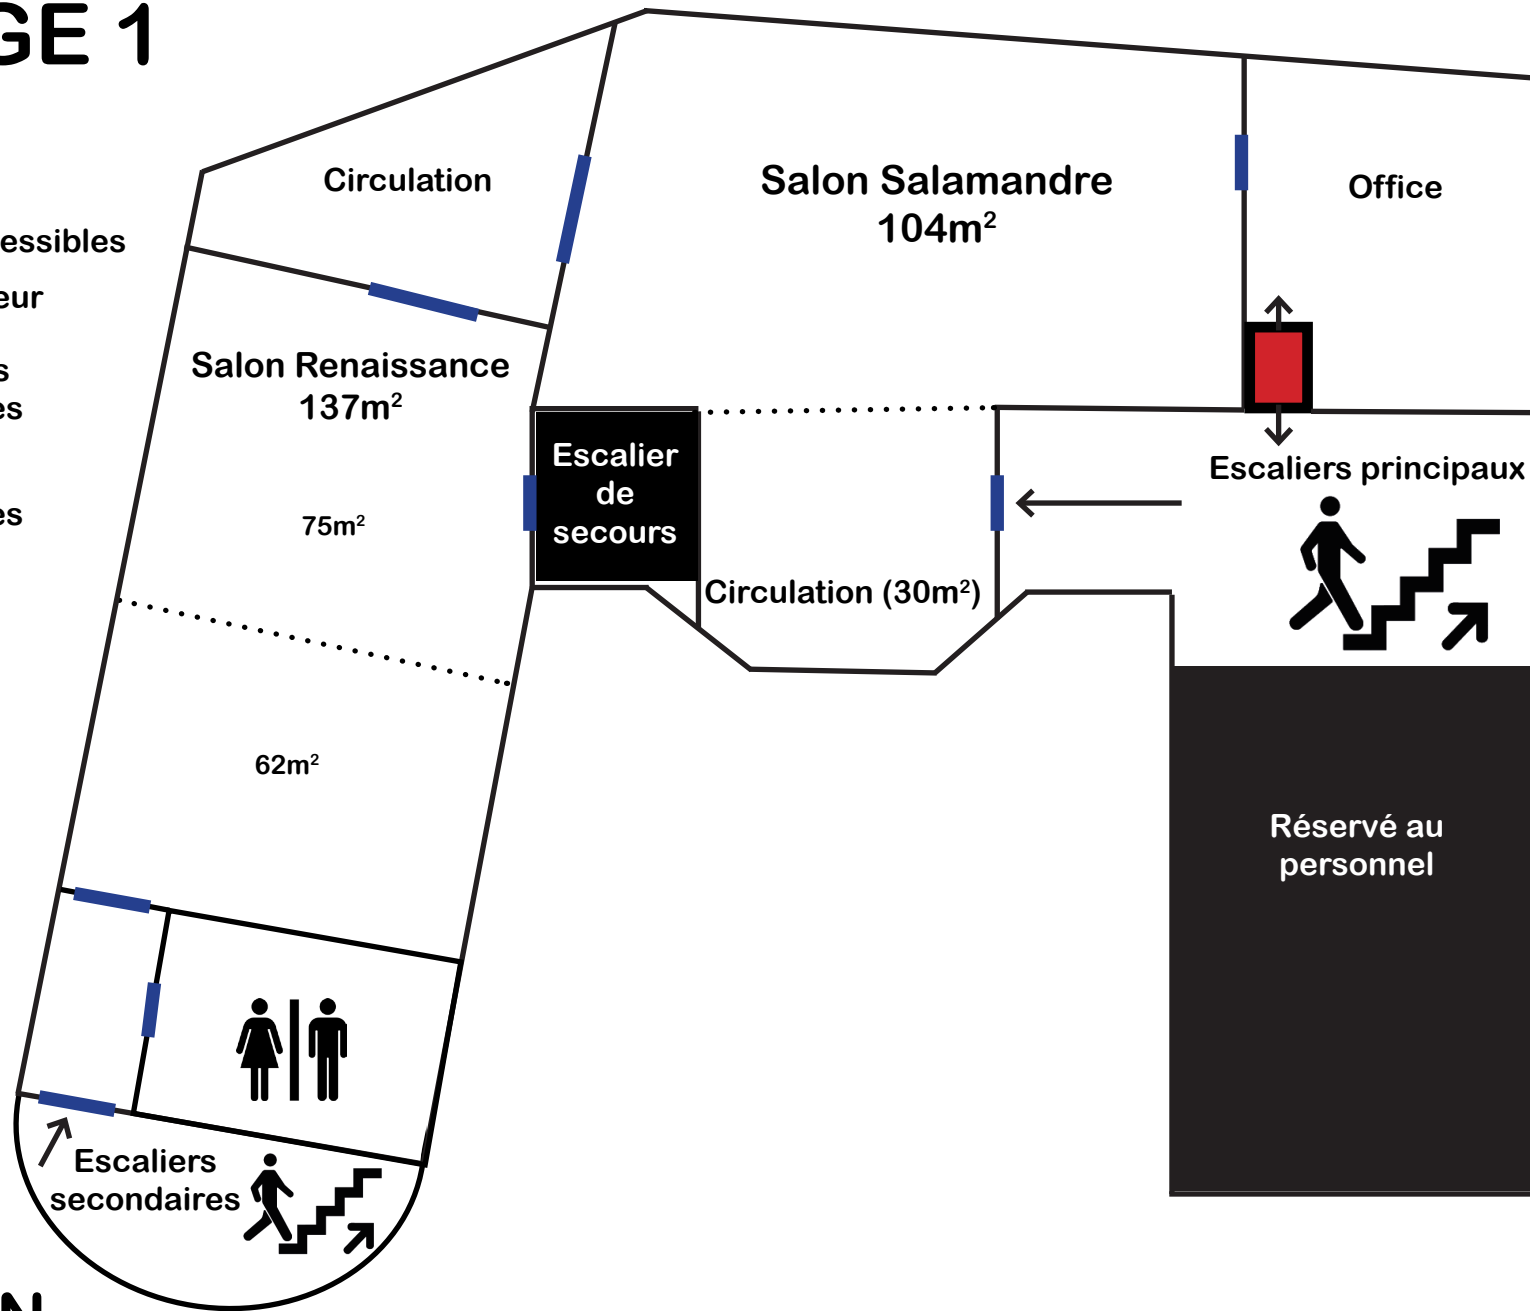 GE 1
Circulation
Salon Salamandre
104m²
Office
essibles
eur
s
es
es
Salon Renaissance
137m²
75m²
Escalier
de
secours
Escaliers principaux
Circulation (30m²)
62m²
Réservé au
personnel
Escaliers
secondaires
N